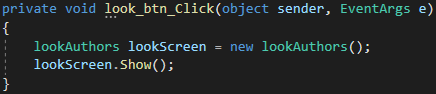 private void look_btn_Click(object sender, EventArgs e)
{
lookAuthors lookScreen = new lookAuthors();
lookScreen.Show();
}